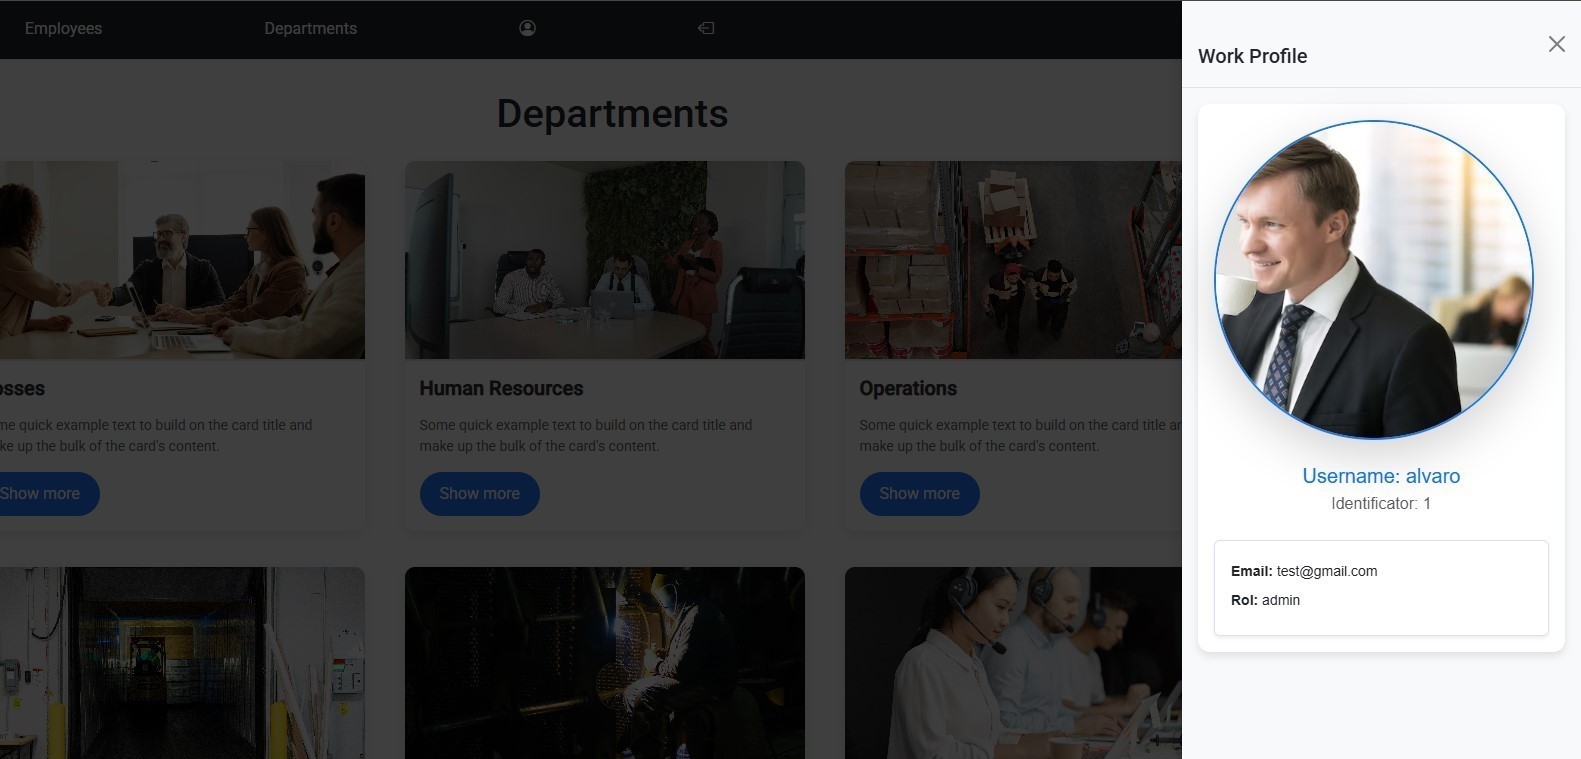 Employees
Departments
Work Profile
Departments
osses
me quick example text to build on the card title and
ke up the bulk of the card's content.
Show more
Human Resources
Some quick example text to build on the card title and
make up the bulk of the card's content.
Show more
Operations
Some quick example text to build on the card title ar
make up the bulk of the card's content.
Show more
Username: alvaro
Identificator: 1
Email: test@gmail.com
Rol: admin